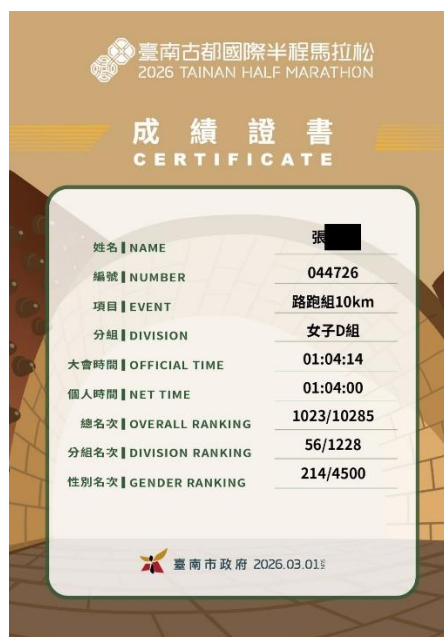 臺南古都國際半程馬拉松
2026 TAINAN HALF MARATHON
成績證書
CERTIFICATE
姓名 NAME 張
編號 NUMBER 044726
項目 EVENT 路跑組10km
分組 DIVISION 女子D組
大會時間 OFFICIAL TIME 01:04:14
個人時間 NET TIME 01:04:00
總名次 OVERALL RANKING 1023/10285
分組名次 DIVISION RANKING 56/1228
性別名次 GENDER RANKING 214/4500
臺南市政府 2026.03.01